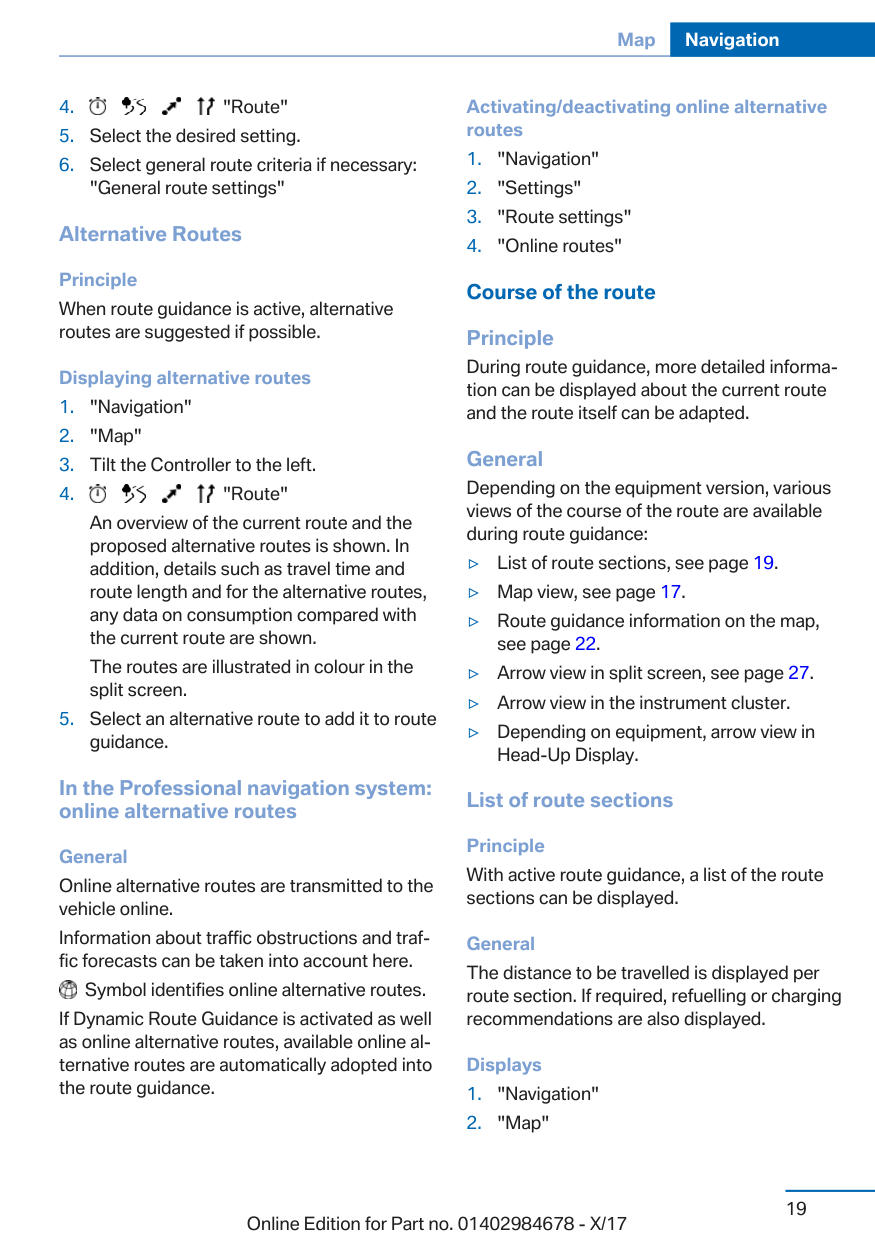 Map Navigation
4. "Route"
5. Select the desired setting.
6. Select general route criteria if necessary:
"General route settings"
Alternative Routes
Principle
When route guidance is active, alternative
routes are suggested if possible.
Displaying alternative routes
1. "Navigation"
2. "Map"
3. Tilt the Controller to the left.
4. "Route"
An overview of the current route and the
proposed alternative routes is shown. In
addition, details such as travel time and
route length and for the alternative routes,
any data on consumption compared with
the current route are shown.
The routes are illustrated in colour in the
split screen.
5. Select an alternative route to add it to route
guidance.
In the Professional navigation system:
online alternative routes
General
Online alternative routes are transmitted to the
vehicle online.
Information about traffic obstructions and traf-
fic forecasts can be taken into account here.
Symbol identifies online alternative routes.
If Dynamic Route Guidance is activated as well
as online alternative routes, available online al-
ternative routes are automatically adopted into
the route guidance.
Activating/deactivating online alternative
routes
1. "Navigation"
2. "Settings"
3. "Route settings"
4. "Online routes"
Course of the route
Principle
During route guidance, more detailed informa-
tion can be displayed about the current route
and the route itself can be adapted.
General
Depending on the equipment version, various
views of the course of the route are available
during route guidance:
▷ List of route sections, see page 19.
▷ Map view, see page 17.
▷ Route guidance information on the map,
see page 22.
▷ Arrow view in split screen, see page 27.
▷ Arrow view in the instrument cluster.
▷ Depending on equipment, arrow view in
Head-Up Display.
List of route sections
Principle
With active route guidance, a list of the route
sections can be displayed.
General
The distance to be travelled is displayed per
route section. If required, refuelling or charging
recommendations are also displayed.
Displays
1. "Navigation"
2. "Map"
19
Online Edition for Part no. 01402984678 - X/17